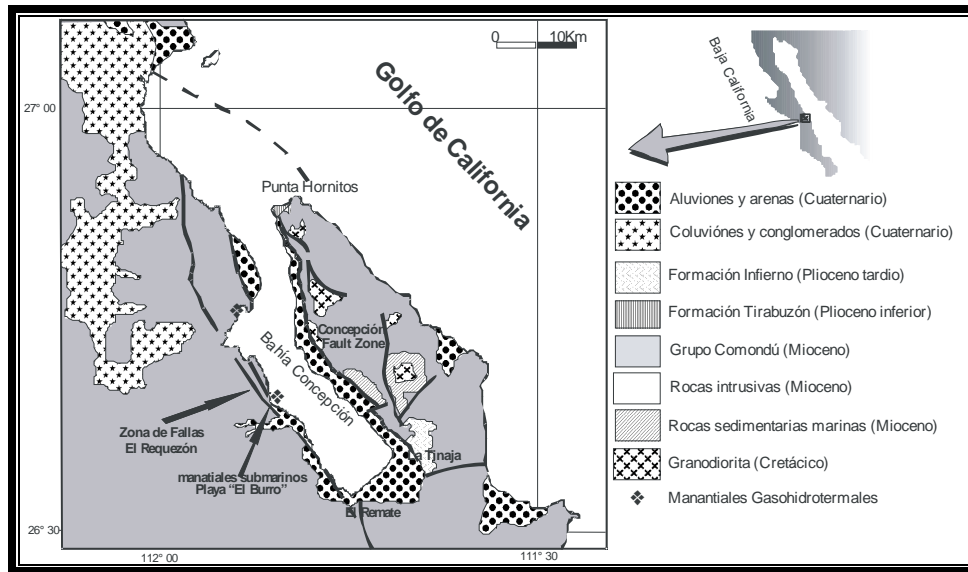 0 10Km
Golfo de California
27° 00
Punta Hornitos
Concepción
Fault Zone
Bahía Concepción
Zona de Fallas
El Requezón
manatiales submarinos
Playa “El Burro”
La Tinaja
El Remate
26° 30
112° 00
111° 30
Baja California
Aluviones y arenas (Cuaternario)
Coluviónes y conglomerados (Cuaternario)
Formación Infierno (Plioceno tardio)
Formación Tirabuzón (Plioceno inferior)
Grupo Comondú (Mioceno)
Rocas intrusivas (Mioceno)
Rocas sedimentarias marinas (Mioceno)
Granodiorita (Cretácico)
Manantiales Gasohidrotermales